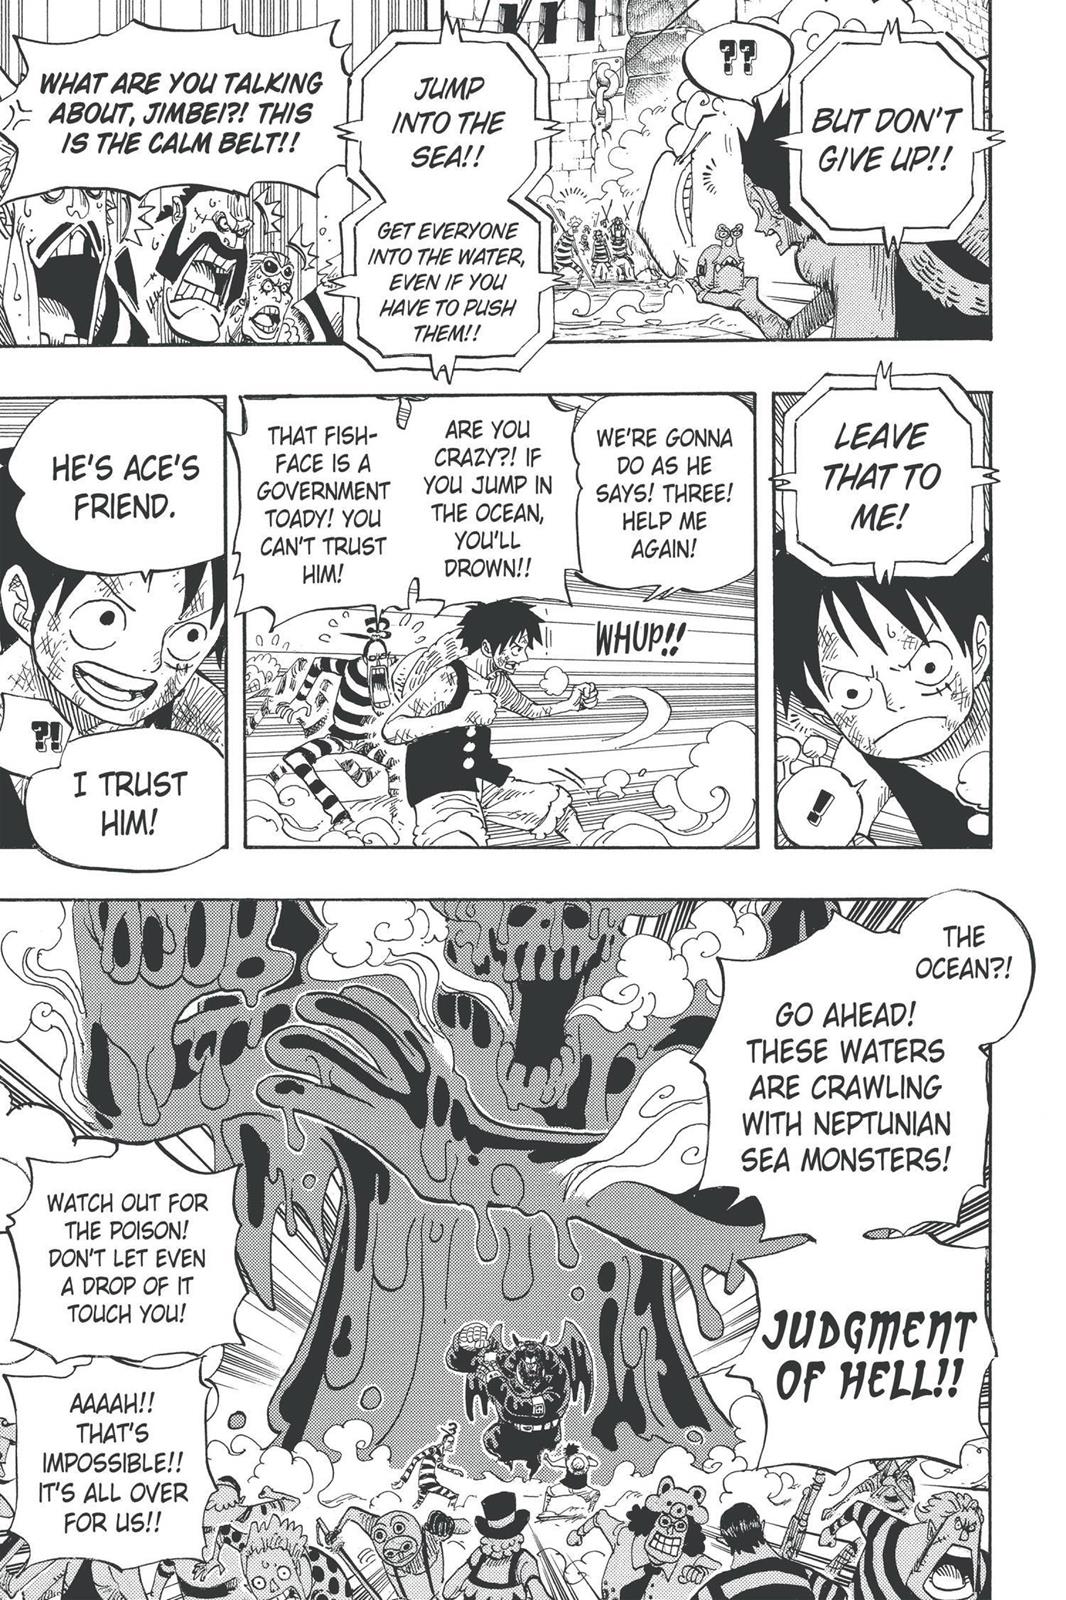 ??
BUT DON'T
GIVE UP!!
JUMP
INTO THE
SEA!!
GET EVERYONE
INTO THE WATER,
EVEN IF YOU
HAVE TO PUSH
THEM!!
WHAT ARE YOU TALKING
ABOUT, JIMBEI?! THIS
IS THE CALM BELT!!
LEAVE
THAT TO
ME!
!
WE'RE GONNA
DO AS HE
SAYS! THREE!
HELP ME
AGAIN!
WHUP!!
ARE YOU
CRAZY?! IF
YOU JUMP IN
THE OCEAN,
YOU'LL
DROWN!!
THAT FISH-
FACE IS A
GOVERNMENT
TOADY! YOU
CAN'T TRUST
HIM!
HE'S ACE'S
FRIEND.
?!
I TRUST
HIM!
THE
OCEAN?!
GO AHEAD!
THESE WATERS
ARE CRAWLING
WITH NEPTUNIAN
SEA MONSTERS!
JUDGMENT
OF HELL!!
WATCH OUT FOR
THE POISON!
DON'T LET EVEN
A DROP OF IT
TOUCH YOU!
AAAAH!!
THAT'S
IMPOSSIBLE!!
IT'S ALL OVER
FOR US!!